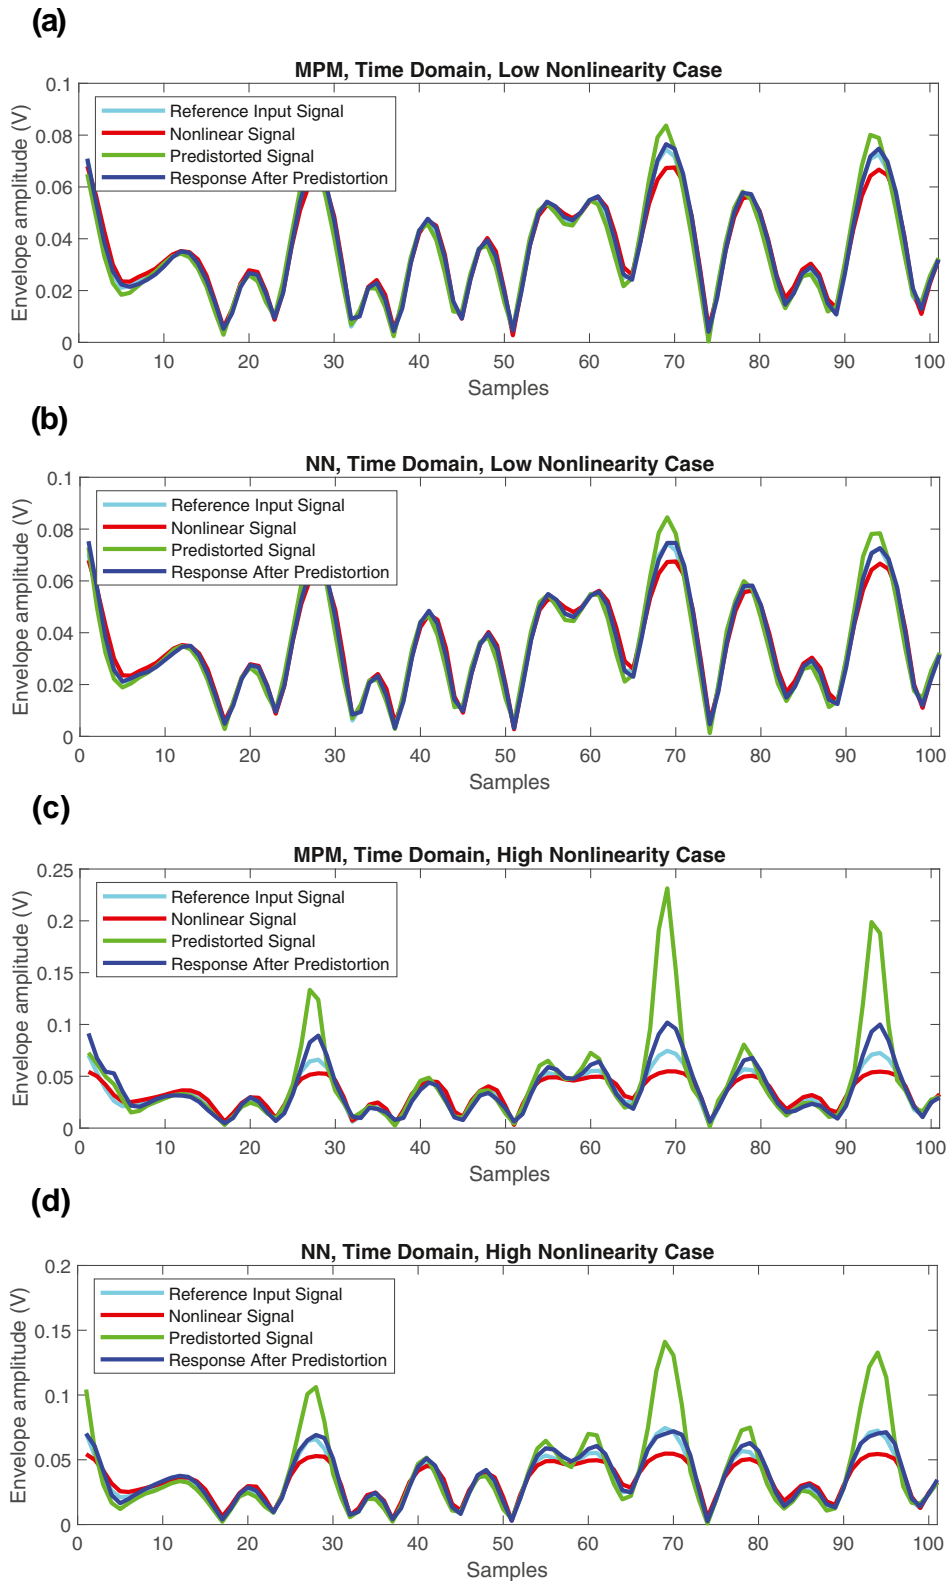 (a)
MPM, Time Domain, Low Nonlinearity Case
Envelope amplitude (V)
0.1
0.08
0.06
0.04
0.02
0
Reference Input Signal
Nonlinear Signal
Predistorted Signal
Response After Predistortion
0 10 20 30 40 50 60 70 80 90 100
Samples
(b)
NN, Time Domain, Low Nonlinearity Case
Envelope amplitude (V)
0.1
0.08
0.06
0.04
0.02
0
Reference Input Signal
Nonlinear Signal
Predistorted Signal
Response After Predistortion
0 10 20 30 40 50 60 70 80 90 100
Samples
(c)
MPM, Time Domain, High Nonlinearity Case
Envelope amplitude (V)
0.25
0.2
0.15
0.1
0.05
0
Reference Input Signal
Nonlinear Signal
Predistorted Signal
Response After Predistortion
0 10 20 30 40 50 60 70 80 90 100
Samples
(d)
NN, Time Domain, High Nonlinearity Case
Envelope amplitude (V)
0.2
0.15
0.1
0.05
0
Reference Input Signal
Nonlinear Signal
Predistorted Signal
Response After Predistortion
0 10 20 30 40 50 60 70 80 90 100
Samples